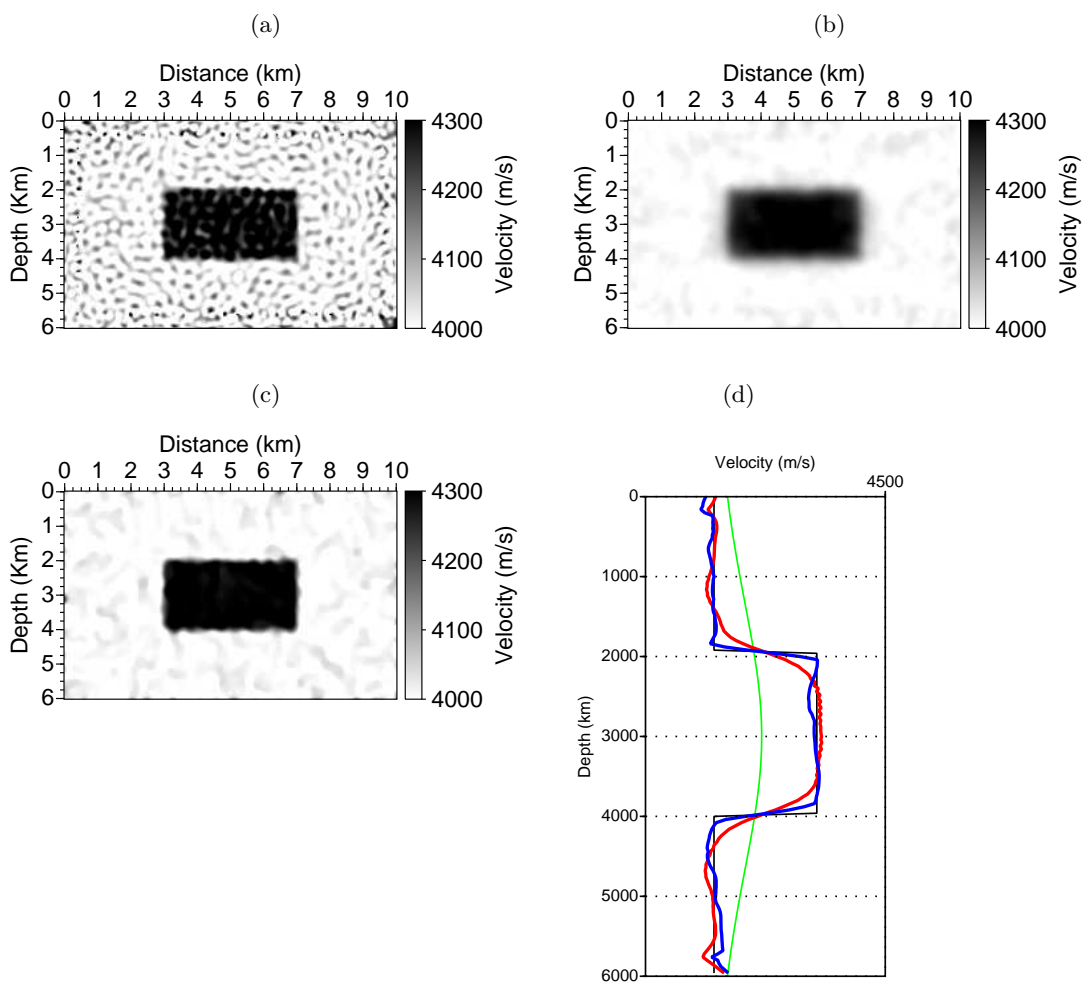 (a)
Distance (km)
0 1 2 3 4 5 6 7 8 9 10
0
1
2
3
4
5
6
Depth (Km)
4300
4200
4100
4000
Velocity (m/s)
(b)
Distance (km)
0 1 2 3 4 5 6 7 8 9 10
0
1
2
3
4
5
6
Depth (Km)
4300
4200
4100
4000
Velocity (m/s)
(c)
Distance (km)
0 1 2 3 4 5 6 7 8 9 10
0
1
2
3
4
5
6
Depth (Km)
4300
4200
4100
4000
Velocity (m/s)
(d)
Velocity (m/s)
4500
0
1000
2000
3000
4000
5000
6000
Depth (km)